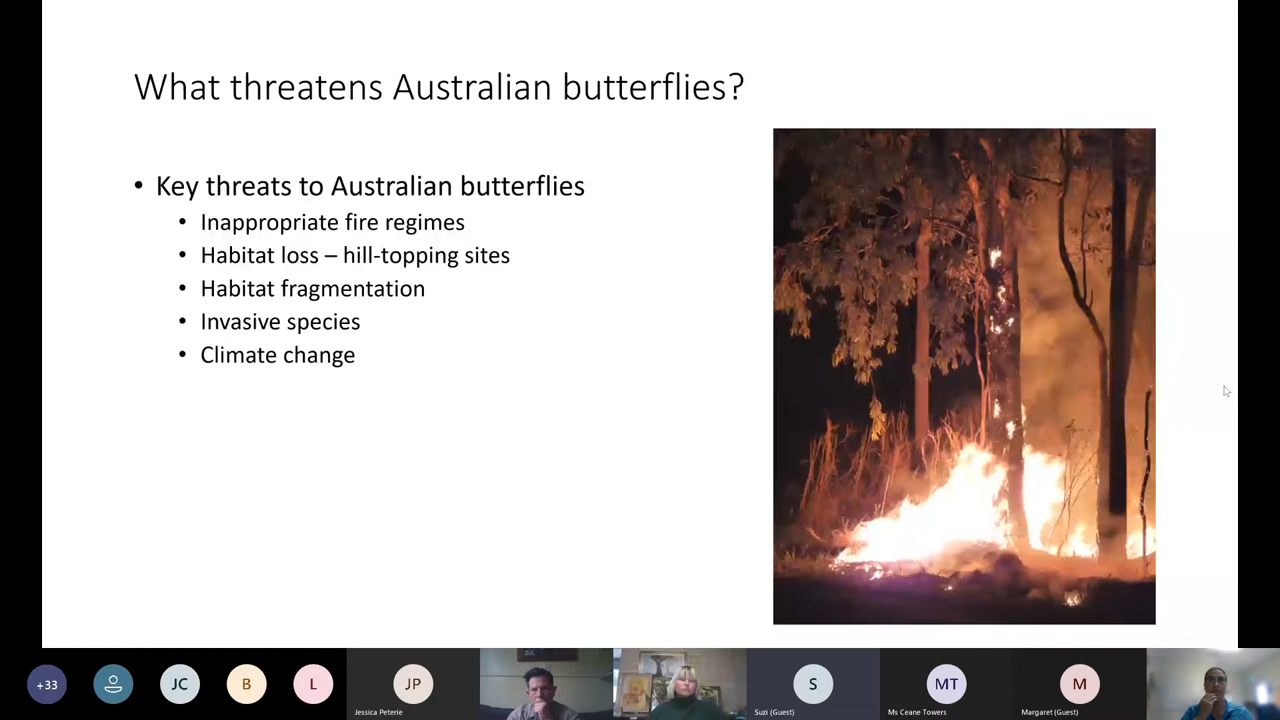 What threatens Australian butterflies?
• Key threats to Australian butterflies
• Inappropriate fire regimes
• Habitat loss – hill-topping sites
• Habitat fragmentation
• Invasive species
• Climate change
+33
JC
B
L
JP
S
MT
M
Jessica Peterie
Suzi (Guest)
Ms Ceane Towers
Margaret (Guest)